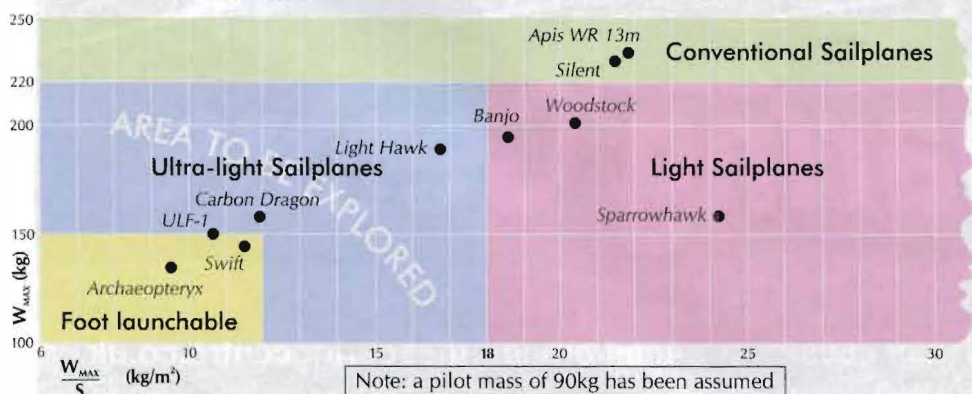 250
Apis WR 13m
Conventional Sailplanes
Silent
220
Woodstock
Banjo
200
AREA TO BE EXPLORED
Light Hawk
Ultra-light Sailplanes
Light Sailplanes
Carbon Dragon
Sparrowhawk
ULF-1
150
Swift
W MAX (kg)
Archaeopteryx
Foot launchable
100
6 10 15 18 20 25 30
W MAX
S
(kg/m²)
Note: a pilot mass of 90kg has been assumed